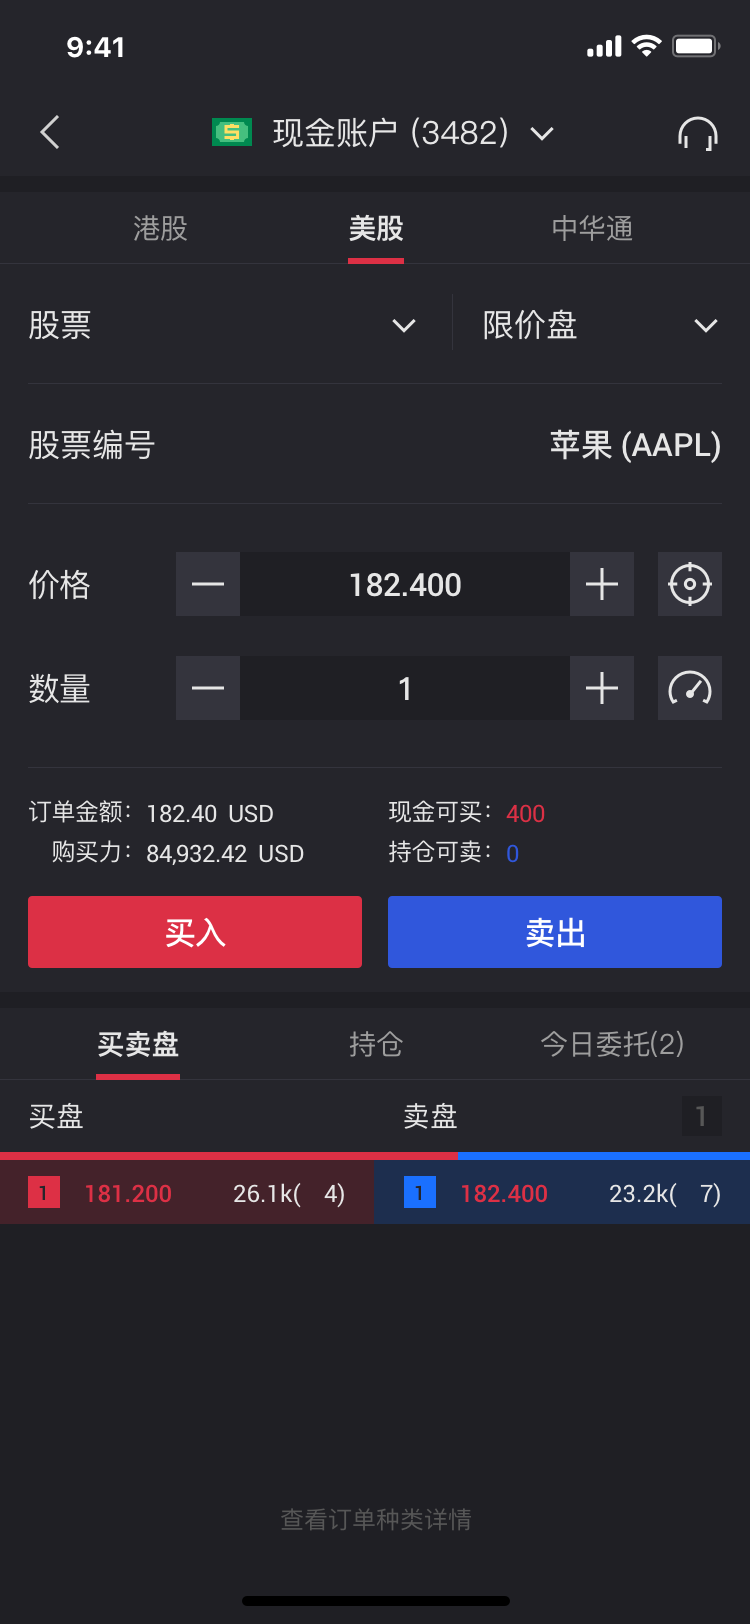 9:41
现金账户 (3482)
港股 美股 中华通
股票 限价盘
股票编号 苹果 (AAPL)
价格 182.400
数量 1
订单金额: 182.40 USD 现金可买: 400
购买力: 84,932.42 USD 持仓可卖: 0
买入 卖出
买卖盘 持仓 今日委托(2)
买盘 卖盘 1
1 181.200 26.1k( 4) 1 182.400 23.2k( 7)
查看订单种类详情